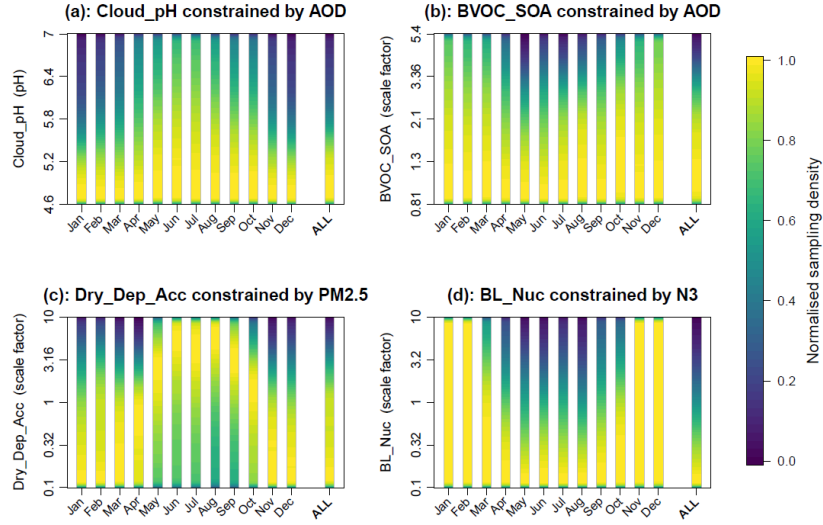 (a): Cloud_pH constrained by AOD
Cloud_pH (pH)
7
6.4
5.8
5.2
4.6
Jan Feb Mar Apr May Jun Jul Aug Sep Oct Nov Dec ALL
(b): BVOC_SOA constrained by AOD
BVOC_SOA (scale factor)
5.4
3.36
2.1
1.3
0.81
Jan Feb Mar Apr May Jun Jul Aug Sep Oct Nov Dec ALL
(c): Dry_Dep_Acc constrained by PM2.5
Dry_Dep_Acc (scale factor)
10
3.16
1
0.32
0.1
Jan Feb Mar Apr May Jun Jul Aug Sep Oct Nov Dec ALL
(d): BL_Nuc constrained by N3
BL_Nuc (scale factor)
10
3.2
1
0.32
0.1
Jan Feb Mar Apr May Jun Jul Aug Sep Oct Nov Dec ALL
1.0
0.8
0.6
0.4
0.2
0.0
Normalised sampling density